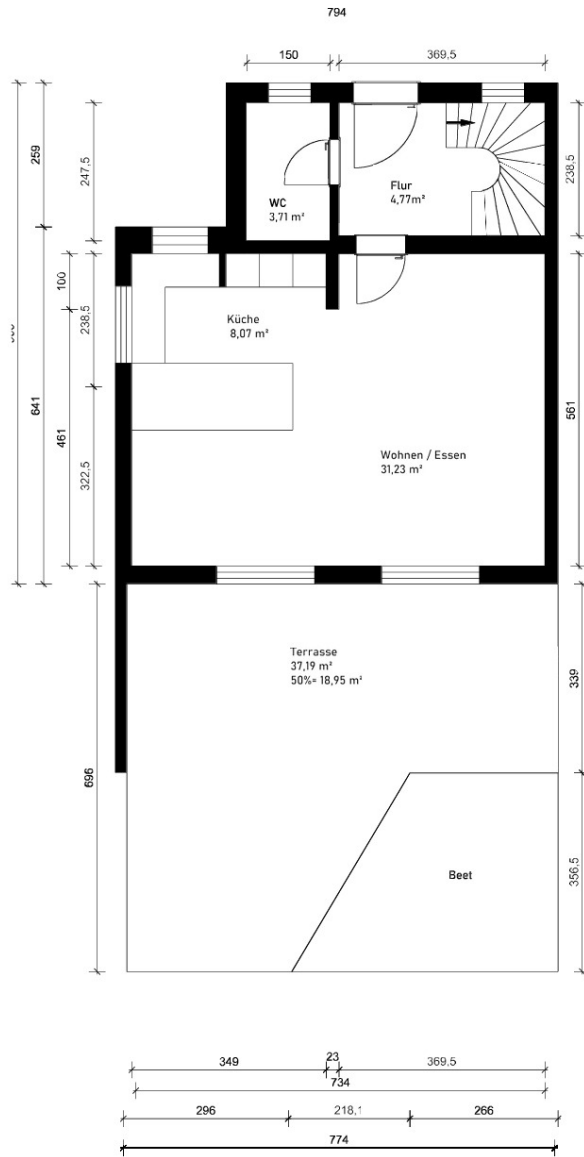 794
150
369,5
259
247,5
238,5
WC
3,71 m²
Flur
4,77m²
100
238,5
641
461
322,5
561
Küche
8,07 m²
Wohnen / Essen
31,23 m²
Terrasse
37,19 m²
50%= 18,95 m²
339
696
Beet
356,5
349
23
369,5
734
296
218,1
266
774